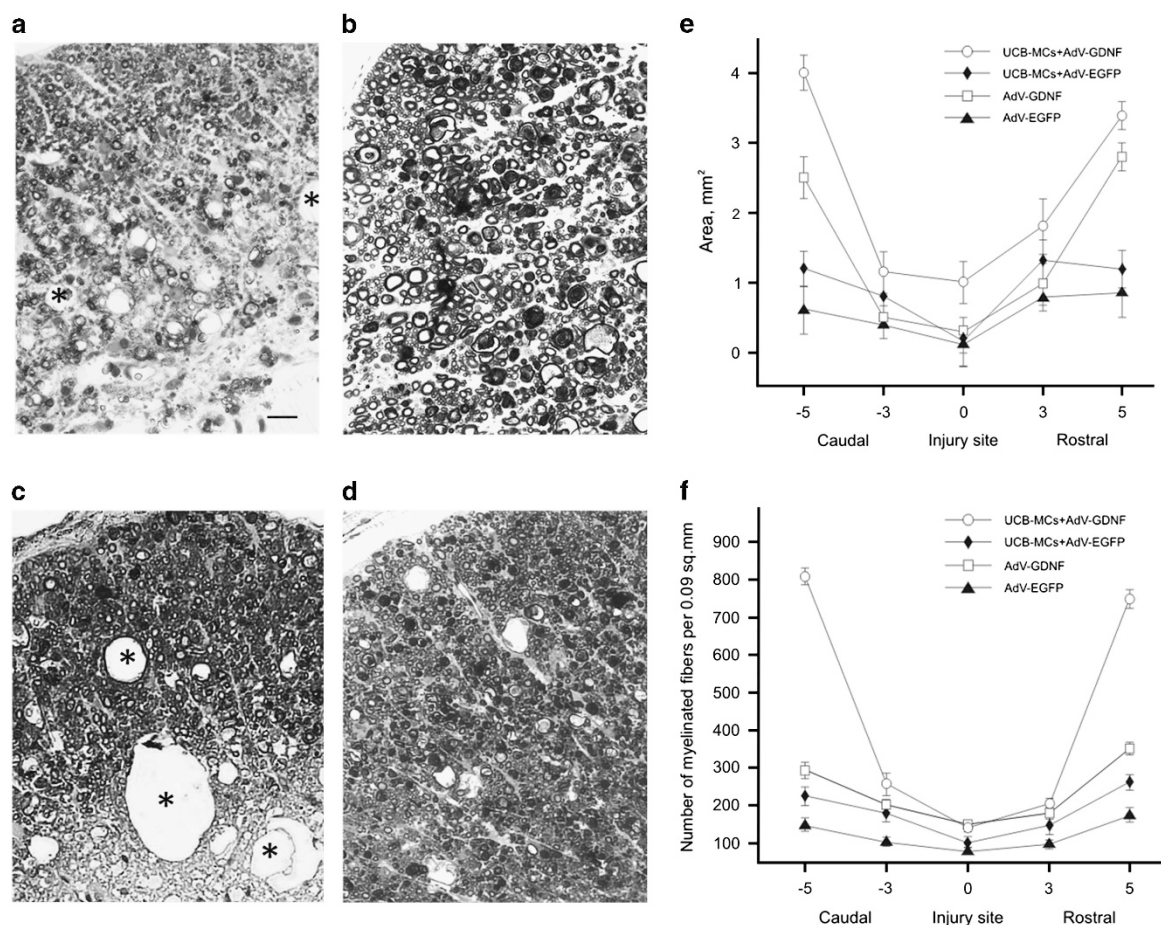 a
b
*
*
c
d
*
*
*
e
UCB-MCs+AdV-GDNF
UCB-MCs+AdV-EGFP
AdV-GDNF
AdV-EGFP
Area, mm²
4
3
2
1
0
-5 -3 0 3 5
Caudal Injury site Rostral
f
UCB-MCs+AdV-GDNF
UCB-MCs+AdV-EGFP
AdV-GDNF
AdV-EGFP
Number of myelinated fibers per 0.09 sq.mm
900
800
700
600
500
400
300
200
100
-5 -3 0 3 5
Caudal Injury site Rostral